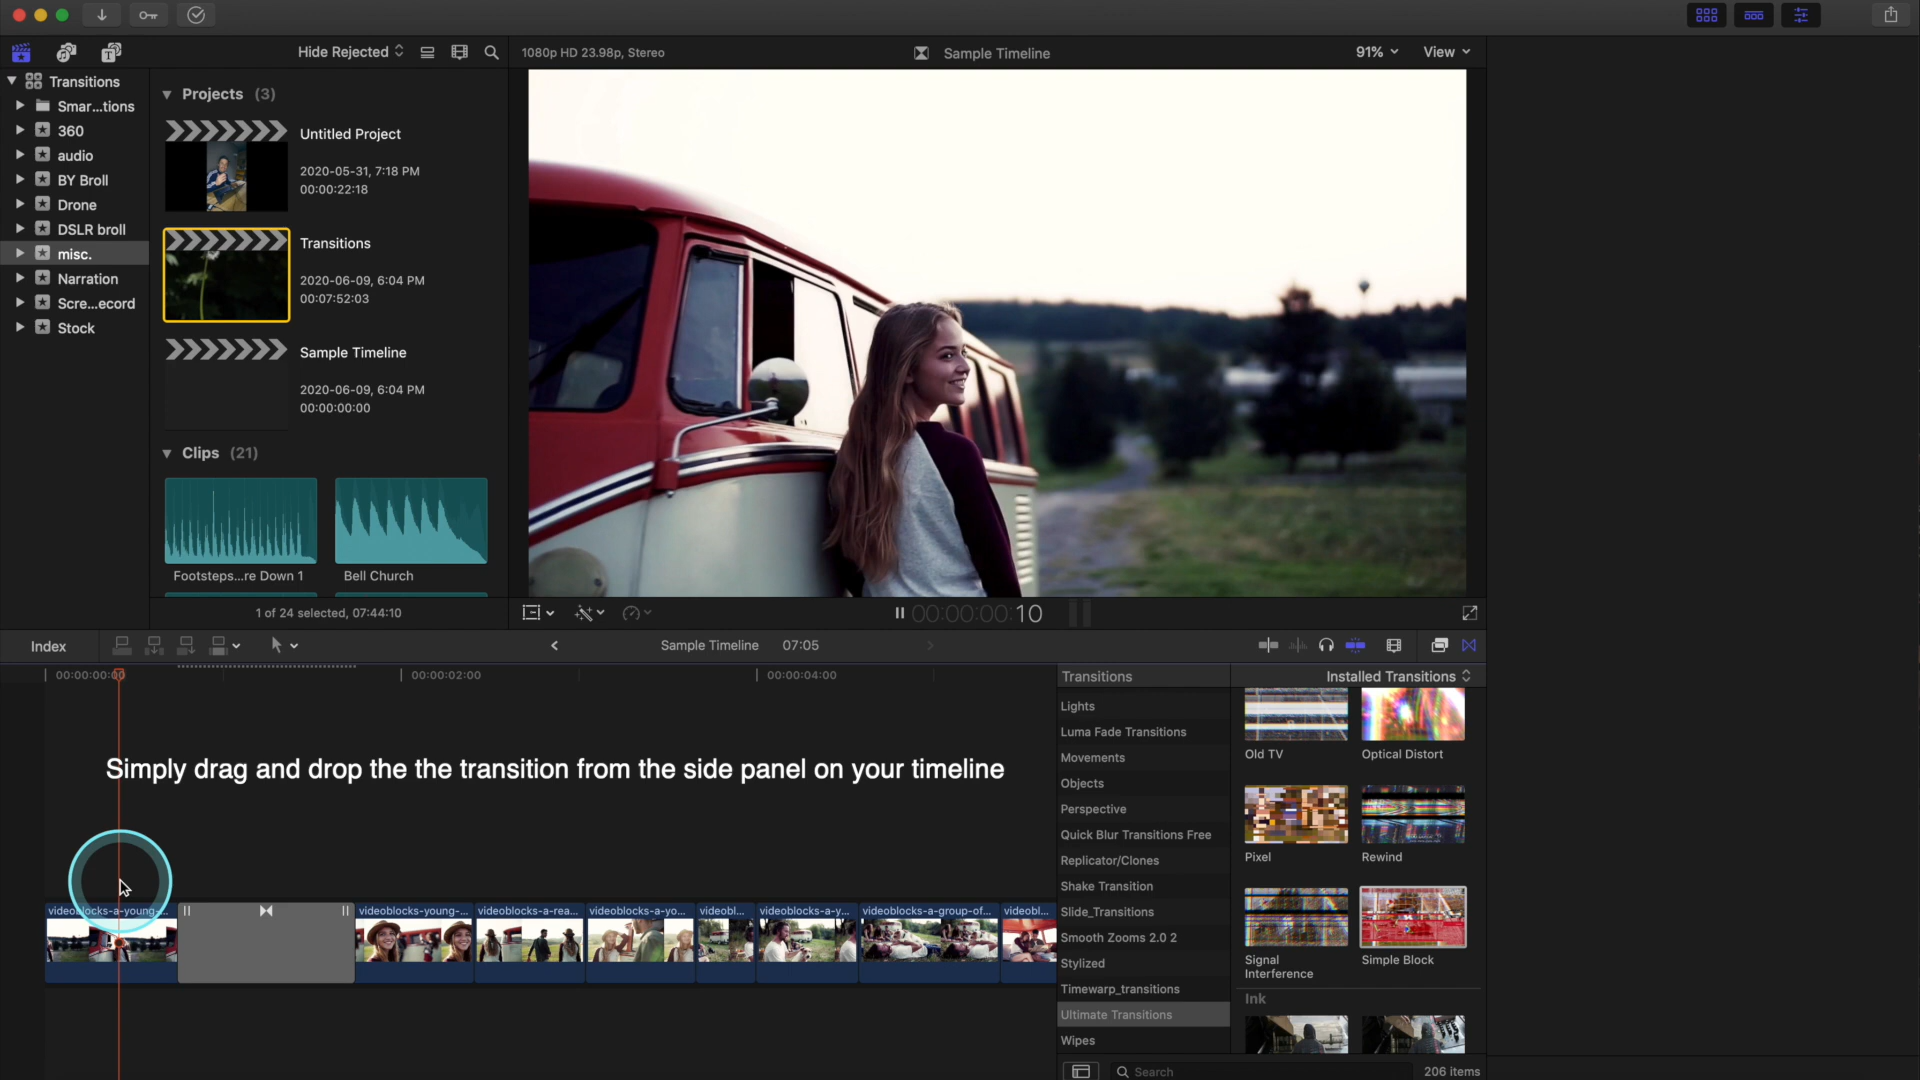 Hide Rejected
1080p HD 23.98p, Stereo
Sample Timeline
91%
View
Transitions
Smar...tions
360
audio
BY Broll
Drone
DSLR broll
misc.
Narration
Scre...ecord
Stock
Projects (3)
Untitled Project
2020-05-31, 7:18 PM
00:00:22:18
Transitions
2020-06-09, 6:04 PM
00:07:52:03
Sample Timeline
2020-06-09, 6:04 PM
00:00:00:00
Clips (21)
Footsteps...re Down 1
Bell Church
1 of 24 selected, 07:44:10
00:00:00:10
Index
Sample Timeline
07:05
00:00:00:00
00:00:02:00
00:00:04:00
Simply drag and drop the the transition from the side panel on your timeline
videoblocks-a-young-...
videoblocks-young-...
videoblocks-a-rea...
videoblocks-a-yo...
videobl...
videoblocks-a-y...
videoblocks-a-group-of...
videobl...
Transitions
Installed Transitions
Lights
Luma Fade Transitions
Movements
Objects
Perspective
Quick Blur Transitions Free
Replicator/Clones
Shake Transition
Slide_Transitions
Smooth Zooms 2.0 2
Stylized
Timewarp_transitions
Ultimate Transitions
Wipes
Old TV
Optical Distort
Pixel
Rewind
Signal
Interference
Simple Block
Ink
Search
206 items